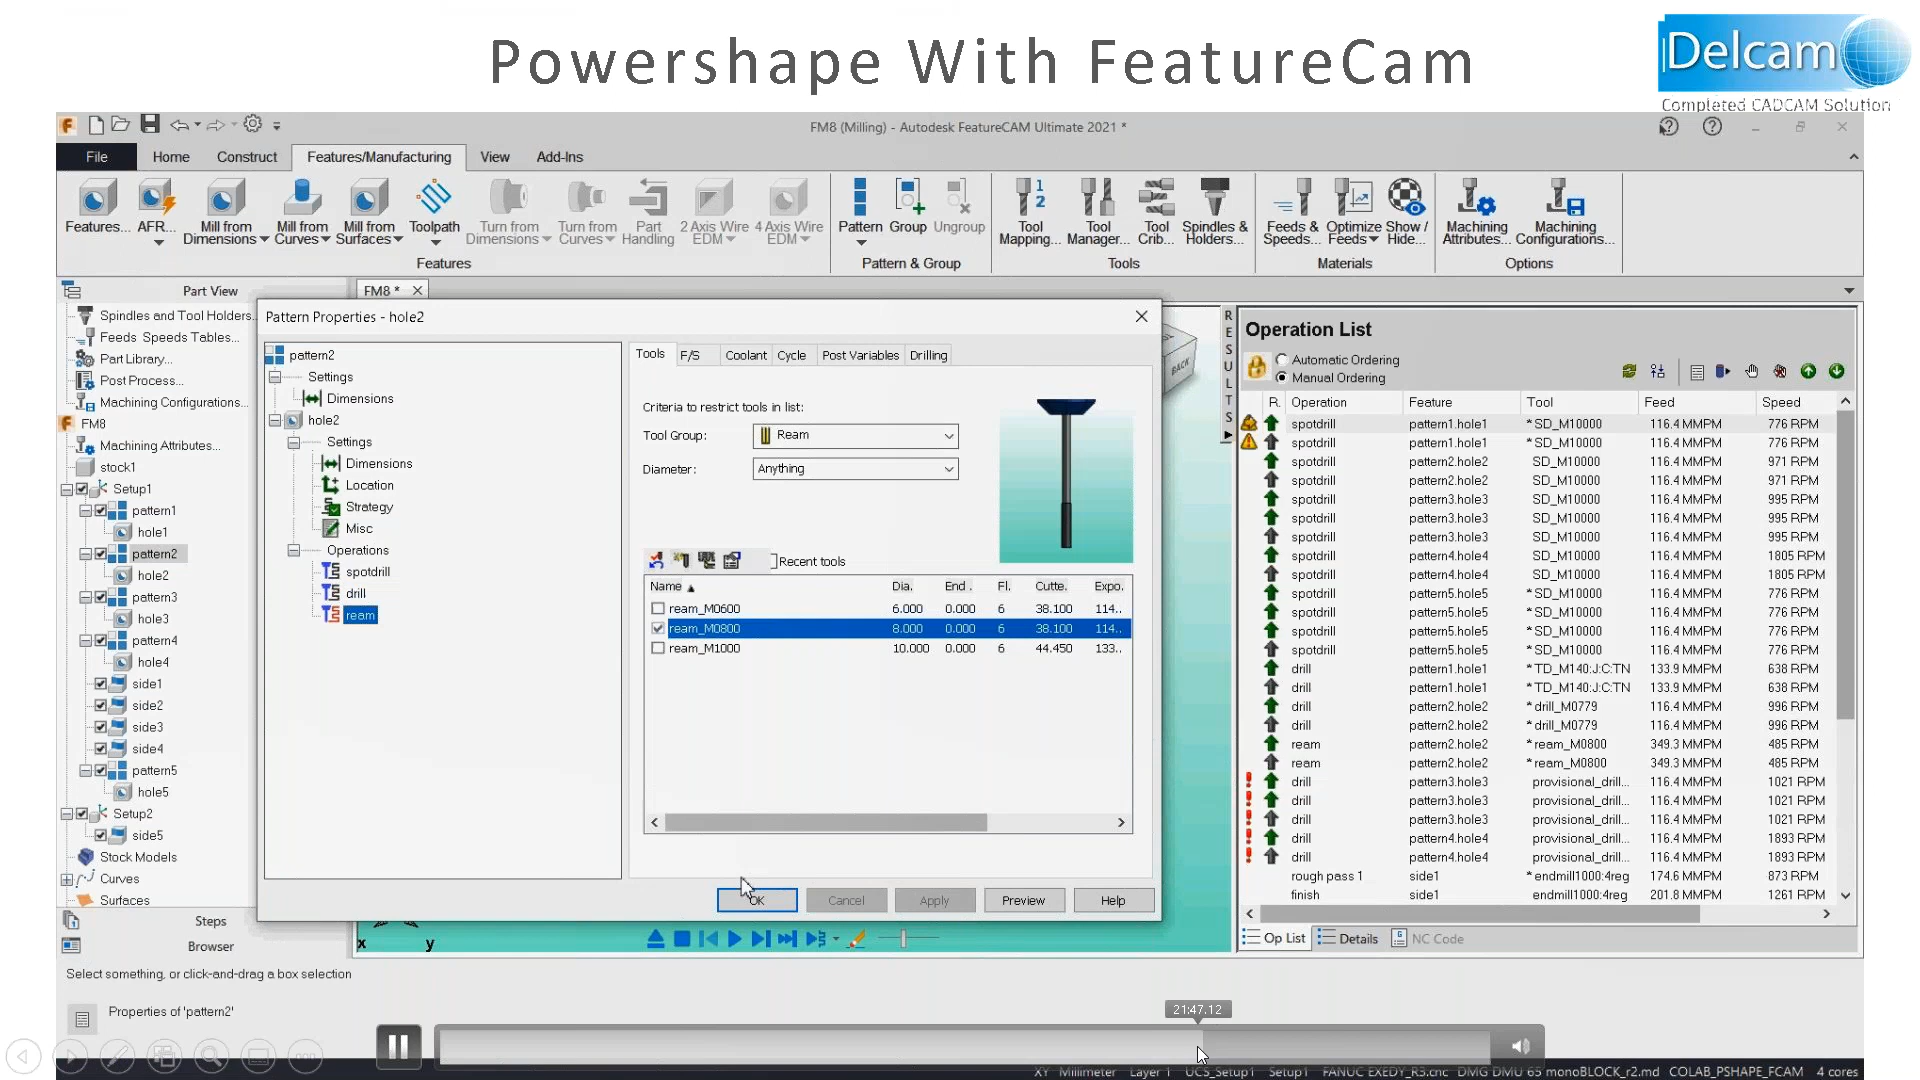 Powershape With FeatureCam
Delcam
Completed CADCAM Solution
FM8 (Milling) - Autodesk FeatureCAM Ultimate 2021 *
File Home Construct Features/Manufacturing View Add-Ins
Features... AFR... Mill from Dimensions Mill from Curves Mill from Surfaces Toolpath Turn from Dimensions Turn from Curves Part Handling 2 Axis Wire EDM 4 Axis Wire EDM Pattern Group Ungroup Tool Mapping... Tool Manager... Tool Crib... Spindles & Holders... Feeds & Speeds... Optimize Feeds Show / Hide... Machining Attributes... Machining Configurations...
Features Pattern & Group Tools Materials Options
Part View
FM8 *
Spindles and Tool Holders...
Feeds Speeds Tables...
Part Library...
Post Process...
Machining Configurations...
FM8
Machining Attributes...
stock1
Setup1
pattern1
hole1
pattern2
hole2
pattern3
hole3
pattern4
hole4
side1
side2
side3
side4
pattern5
hole5
Setup2
side5
Stock Models
Curves
Surfaces
Steps
Browser
Pattern Properties - hole2
pattern2
Settings
Dimensions
hole2
Settings
Dimensions
Location
Strategy
Misc
Operations
spotdrill
drill
ream
Tools F/S Coolant Cycle Post Variables Drilling
Criteria to restrict tools in list:
Tool Group: Ream
Diameter: Anything
Recent tools
Name Dia. End . Fl. Cutte. Expo.
ream_M0600 6.000 0.000 6 38.100 114..
ream_M0800 8.000 0.000 6 38.100 114..
ream_M1000 10.000 0.000 6 44.450 133..
OK Cancel Apply Preview Help
BACK
x y
RESULTS
Operation List
Automatic Ordering
Manual Ordering
R. Operation Feature Tool Feed Speed
spotdrill pattern1.hole1 * SD_M10000 116.4 MMPM 776 RPM
spotdrill pattern1.hole1 * SD_M10000 116.4 MMPM 776 RPM
spotdrill pattern2.hole2 SD_M10000 116.4 MMPM 971 RPM
spotdrill pattern2.hole2 SD_M10000 116.4 MMPM 971 RPM
spotdrill pattern3.hole3 SD_M10000 116.4 MMPM 995 RPM
spotdrill pattern3.hole3 SD_M10000 116.4 MMPM 995 RPM
spotdrill pattern3.hole3 SD_M10000 116.4 MMPM 995 RPM
spotdrill pattern4.hole4 SD_M10000 116.4 MMPM 1805 RPM
spotdrill pattern4.hole4 SD_M10000 116.4 MMPM 1805 RPM
spotdrill pattern5.hole5 * SD_M10000 116.4 MMPM 776 RPM
spotdrill pattern5.hole5 * SD_M10000 116.4 MMPM 776 RPM
spotdrill pattern5.hole5 * SD_M10000 116.4 MMPM 776 RPM
spotdrill pattern5.hole5 * SD_M10000 116.4 MMPM 776 RPM
drill pattern1.hole1 * TD_M140:J:C:TN 133.9 MMPM 638 RPM
drill pattern1.hole1 * TD_M140:J:C:TN 133.9 MMPM 638 RPM
drill pattern2.hole2 * drill_M0779 116.4 MMPM 996 RPM
drill pattern2.hole2 * drill_M0779 116.4 MMPM 996 RPM
ream pattern2.hole2 * ream_M0800 349.3 MMPM 485 RPM
ream pattern2.hole2 * ream_M0800 349.3 MMPM 485 RPM
drill pattern3.hole3 provisional_drill... 116.4 MMPM 1021 RPM
drill pattern3.hole3 provisional_drill... 116.4 MMPM 1021 RPM
drill pattern3.hole3 provisional_drill... 116.4 MMPM 1021 RPM
drill pattern4.hole4 provisional_drill... 116.4 MMPM 1893 RPM
drill pattern4.hole4 provisional_drill... 116.4 MMPM 1893 RPM
rough pass 1 side1 * endmill1000:4reg 174.6 MMPM 873 RPM
finish side1 endmill1000:4reg 201.8 MMPM 1261 RPM
Op List Details NC Code
Select something, or click-and-drag a box selection
Properties of 'pattern2'
21:47.12
XY Millimeter Layer 1 UCS_Setup1 Setup1 FANUC EXEDY_R3.cnc DMG DMU 65 monoBLOCK_r2.md COLAB_PSHAPE_FCAM 4 cores